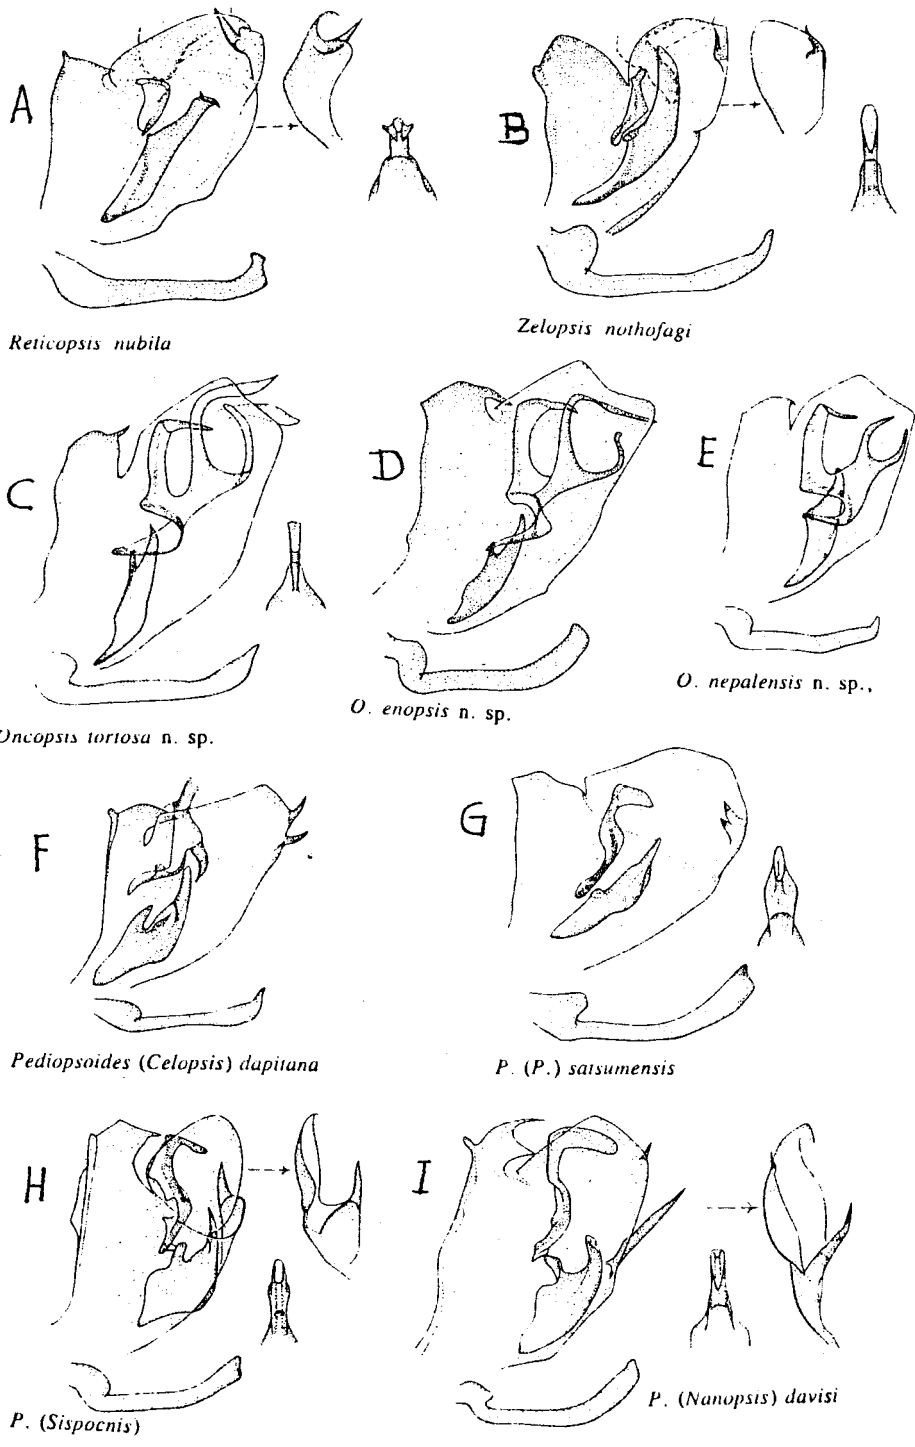 A
B
Reticopsis nubila
Zelopsis nothofagi
C
D
E
Oncopsis tortosa n. sp.
O. enopsis n. sp.
O. nepalensis n. sp.,
F
G
Pediopsoides (Celopsis) dapitana
P. (P.) satsumensis
H
I
P. (Sispocnis)
P. (Nanopsis) davisi